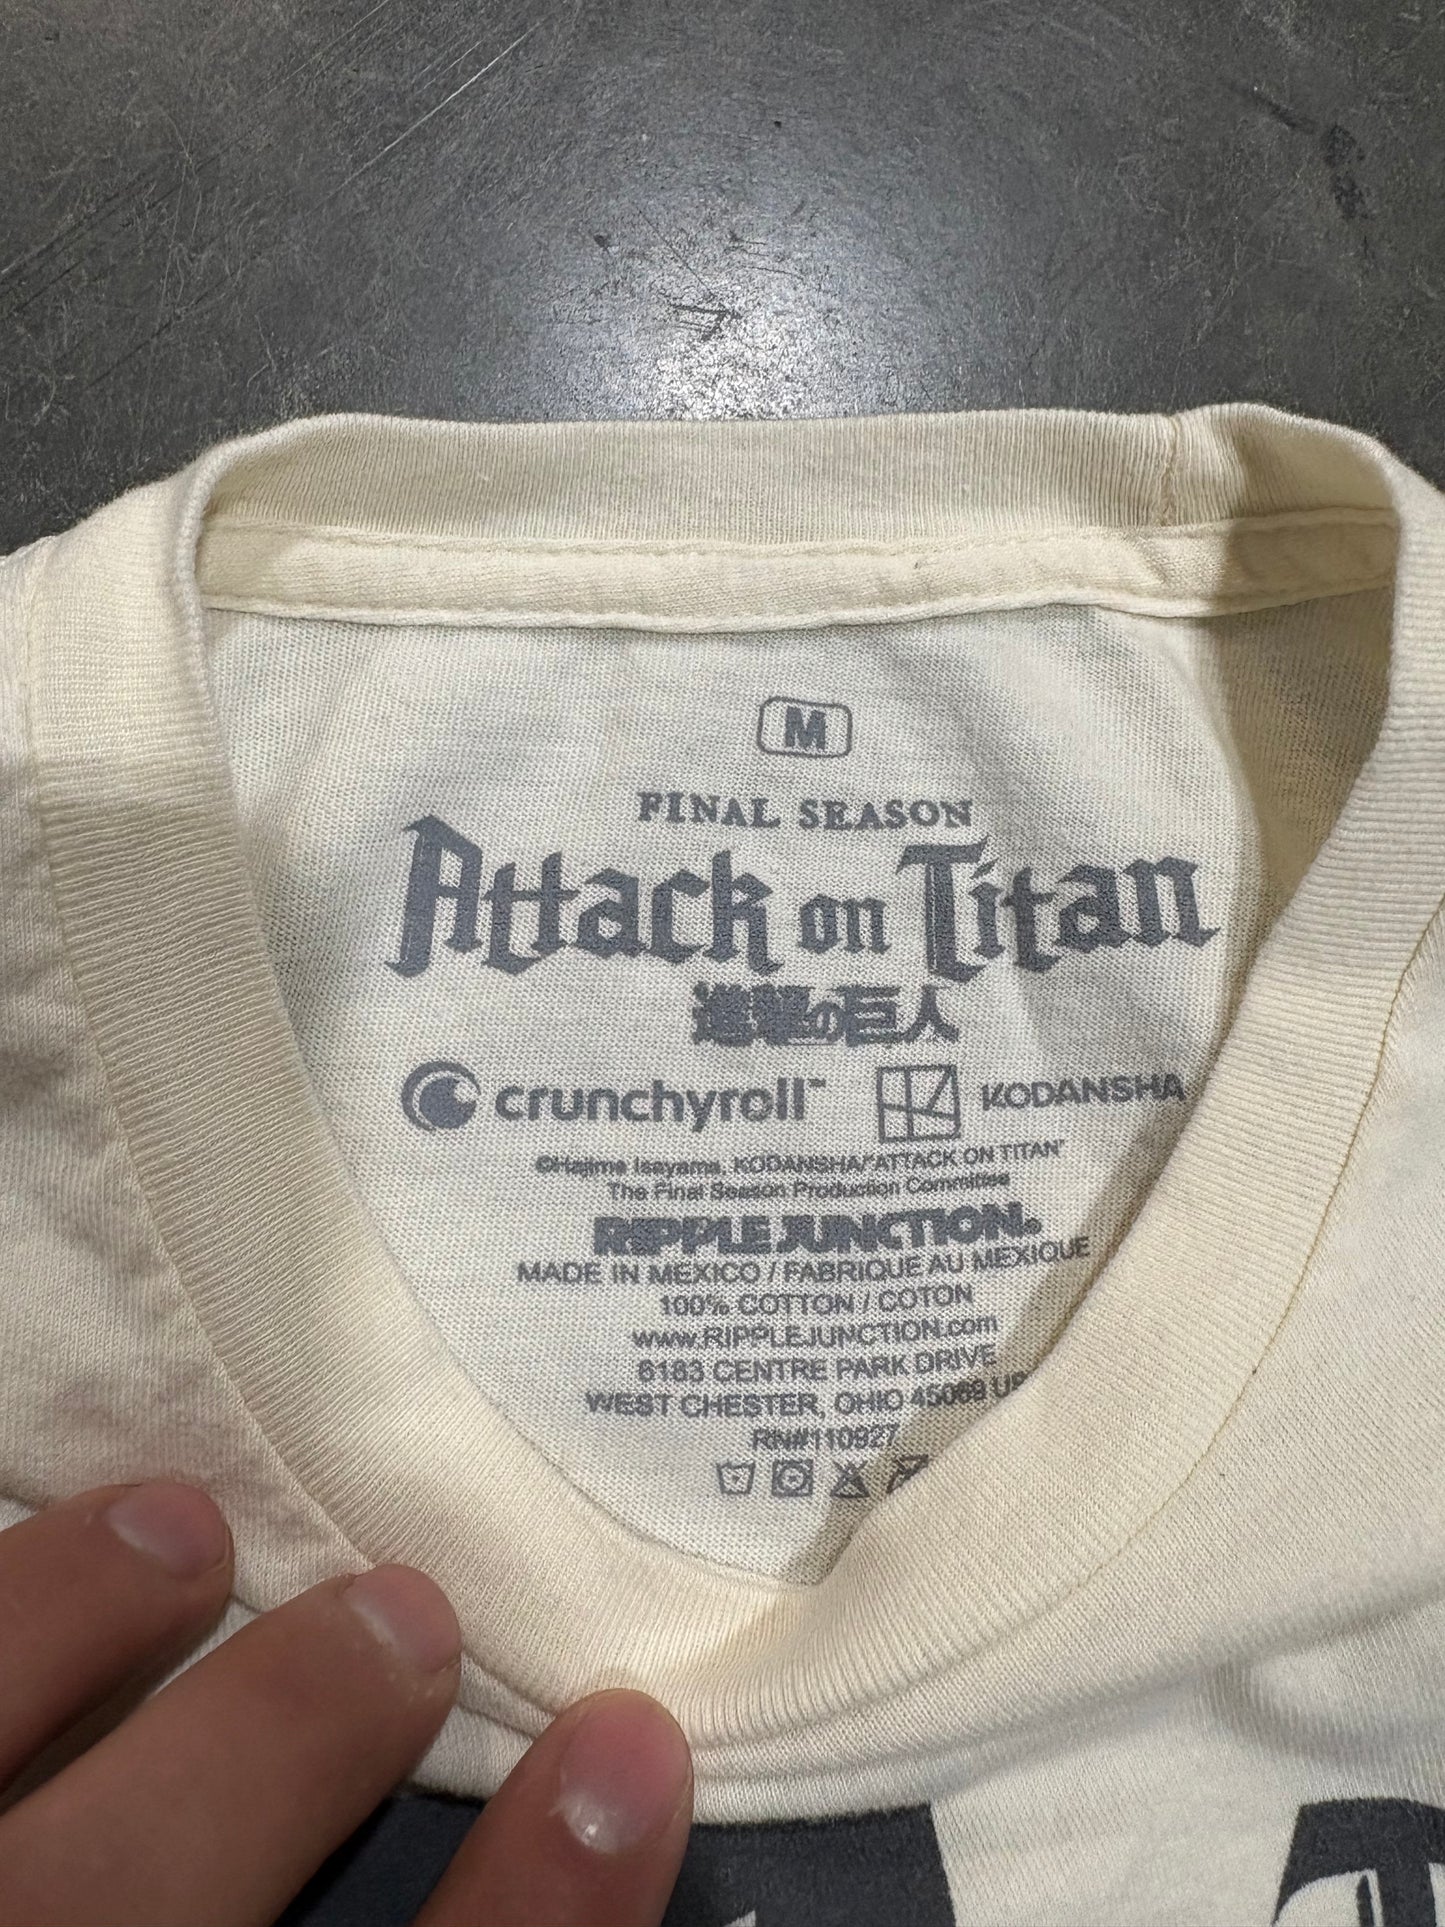 M
FINAL SEASON
Attack on Titan
進撃の巨人
crunchyroll™ KODANSHA
©Hajime Isayama, KODANSHA/"ATTACK ON TITAN"
The Final Season Production Committee
RIPPLE JUNCTION®
MADE IN MEXICO / FABRIQUE AU MEXIQUE
100% COTTON / COTON
www.RIPPLEJUNCTION.com
6183 CENTRE PARK DRIVE
WEST CHESTER, OHIO 45069
RN#110927